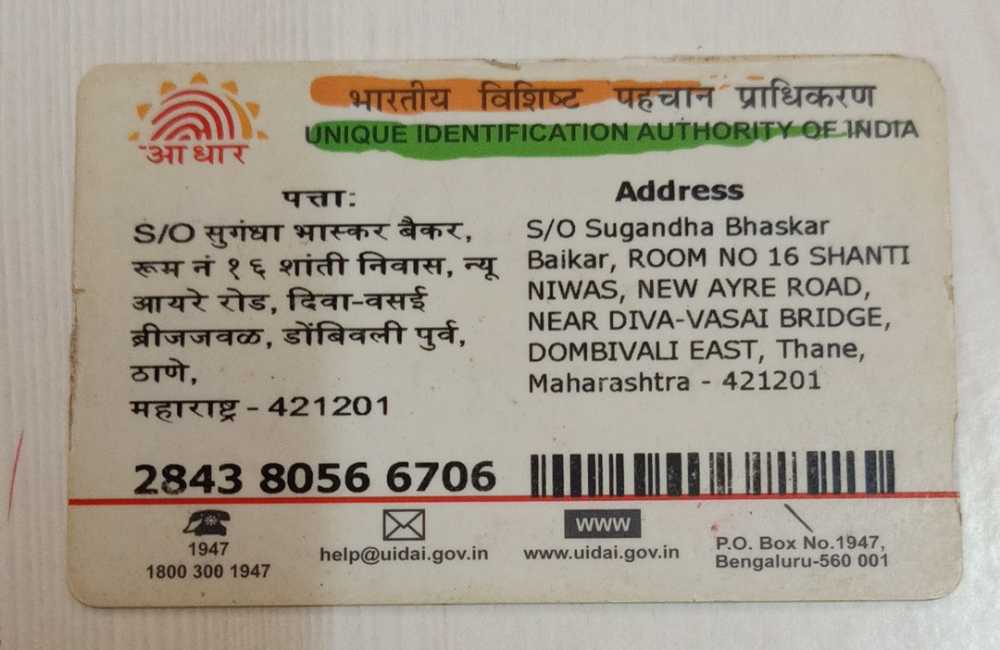 भारतीय विशिष्ट पहचान प्राधिकरण
UNIQUE IDENTIFICATION AUTHORITY OF INDIA
आधार
पत्ता:
S/O सुगंधा भास्कर बैकर,
रूम नं १६ शांती निवास, न्यू
आयरे रोड, दिवा-वसई
ब्रीजजवळ, डोंबिवली पुर्व,
ठाणे,
महाराष्ट्र - 421201
Address
S/O Sugandha Bhaskar
Baikar, ROOM NO 16 SHANTI
NIWAS, NEW AYRE ROAD,
NEAR DIVA-VASAI BRIDGE,
DOMBIVALI EAST, Thane,
Maharashtra - 421201
2843 8056 6706
1947
1800 300 1947
help@uidai.gov.in
www
www.uidai.gov.in
P.O. Box No.1947,
Bengaluru-560 001